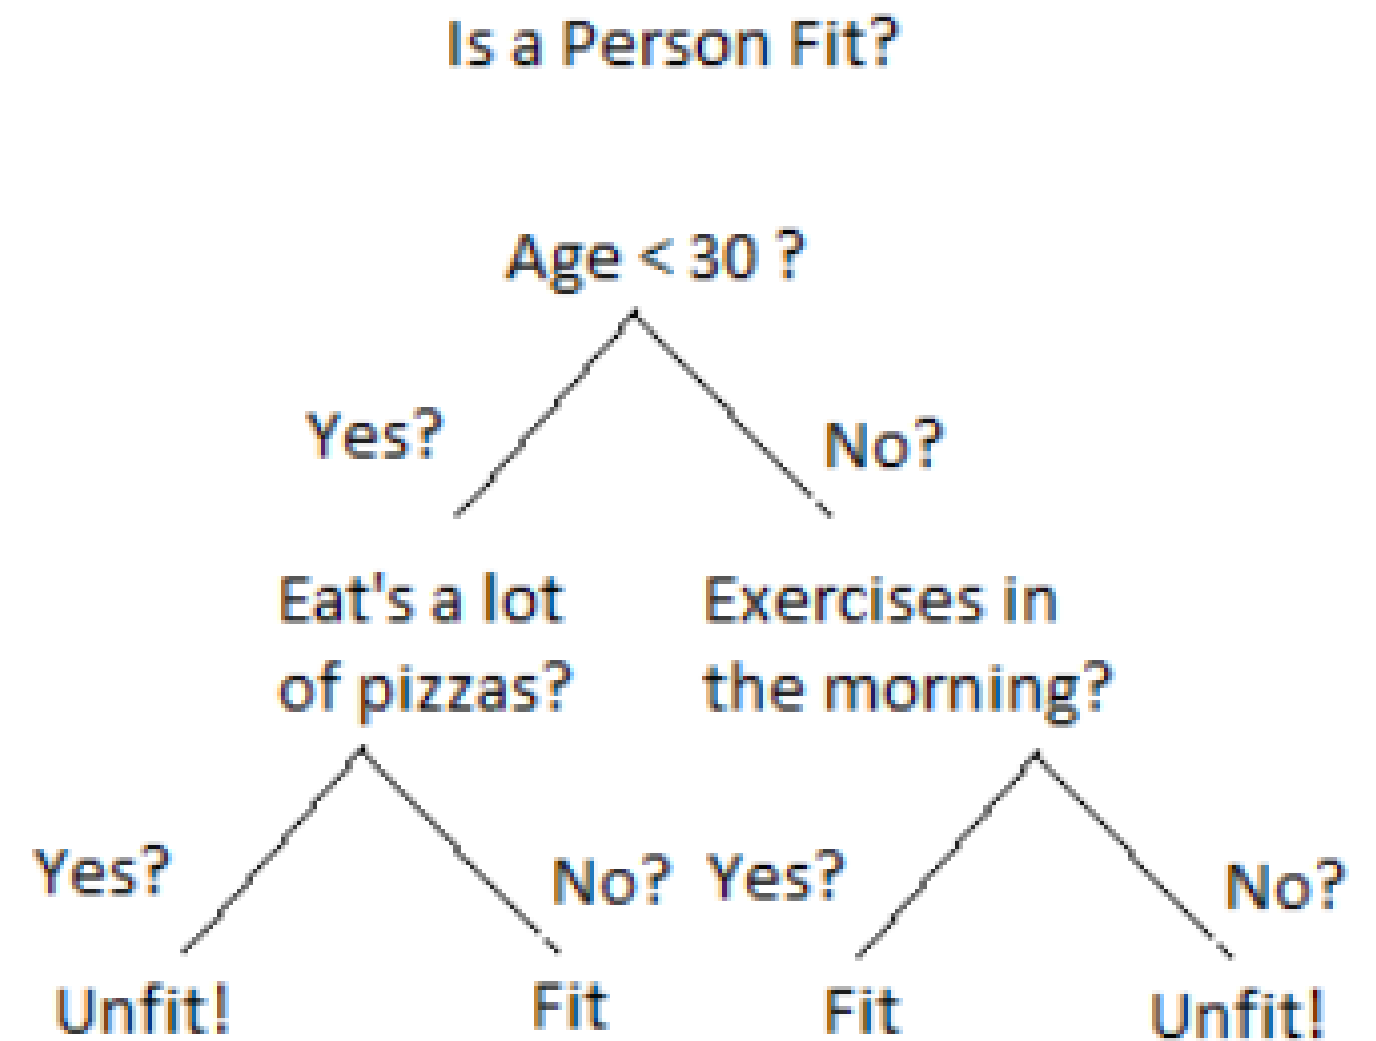 Is a Person Fit?
Age < 30 ?
Yes?
No?
Eat's a lot
of pizzas?
Exercises in
the morning?
Yes?
No?
Yes?
No?
Unfit!
Fit
Fit
Unfit!